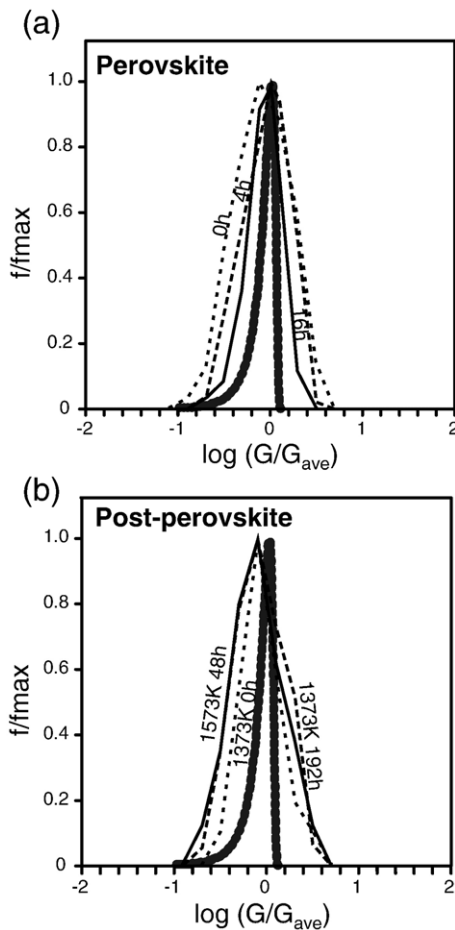 (a)
Perovskite
1.0
0.8
0.6
0.4
0.2
0
f/fmax
0h
4h
16h
-2
-1
0
1
2
log (G/Gave)
(b)
Post-perovskite
1.0
0.8
0.6
0.4
0.2
0
f/fmax
1573K 48h
1373K 0h
1373K 192h
-2
-1
0
1
2
log (G/Gave)